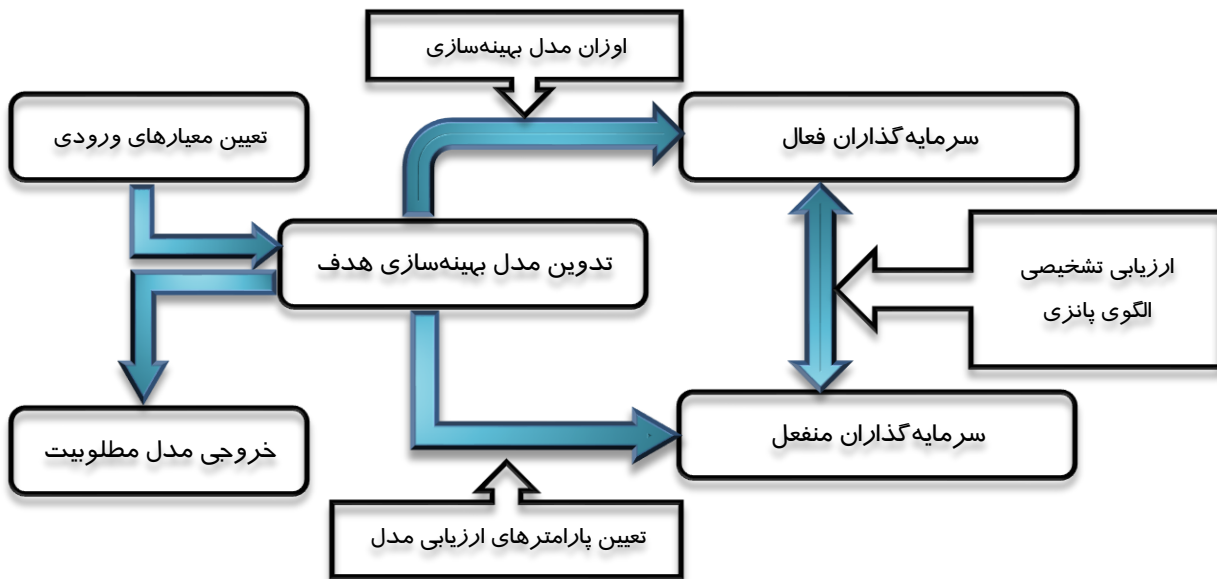 اوزان مدل بهینه‌سازی
تعیین معیارهای ورودی
سرمایه‌گذاران فعال
تدوین مدل بهینه‌سازی هدف
ارزیابی تشخیصی
الگوی پانزی
خروجی مدل مطلوبیت
سرمایه‌گذاران منفعل
تعیین پارامترهای ارزیابی مدل